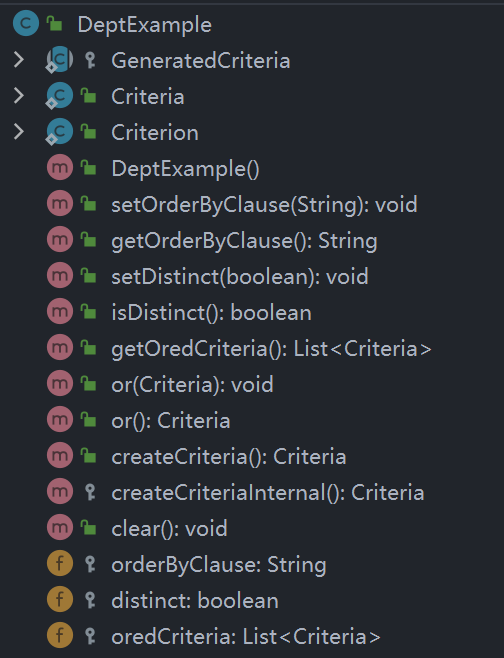 DeptExample
GeneratedCriteria
Criteria
Criterion
DeptExample()
setOrderByClause(String): void
getOrderByClause(): String
setDistinct(boolean): void
isDistinct(): boolean
getOredCriteria(): List<Criteria>
or(Criteria): void
or(): Criteria
createCriteria(): Criteria
createCriteriaInternal(): Criteria
clear(): void
orderByClause: String
distinct: boolean
oredCriteria: List<Criteria>